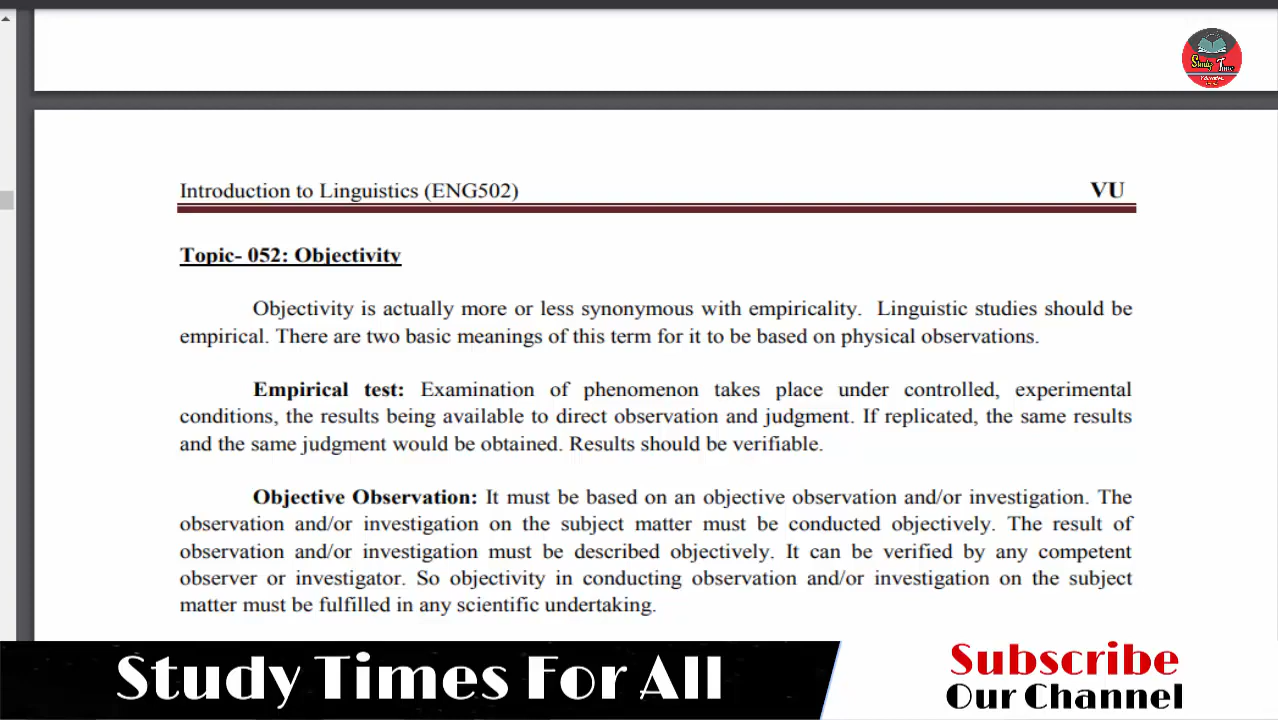 Study Time
Introduction to Linguistics (ENG502) VU
Topic- 052: Objectivity
Objectivity is actually more or less synonymous with empiricality. Linguistic studies should be
empirical. There are two basic meanings of this term for it to be based on physical observations.
Empirical test: Examination of phenomenon takes place under controlled, experimental
conditions, the results being available to direct observation and judgment. If replicated, the same results
and the same judgment would be obtained. Results should be verifiable.
Objective Observation: It must be based on an objective observation and/or investigation. The
observation and/or investigation on the subject matter must be conducted objectively. The result of
observation and/or investigation must be described objectively. It can be verified by any competent
observer or investigator. So objectivity in conducting observation and/or investigation on the subject
matter must be fulfilled in any scientific undertaking.
Study Times For All
Subscribe
Our Channel